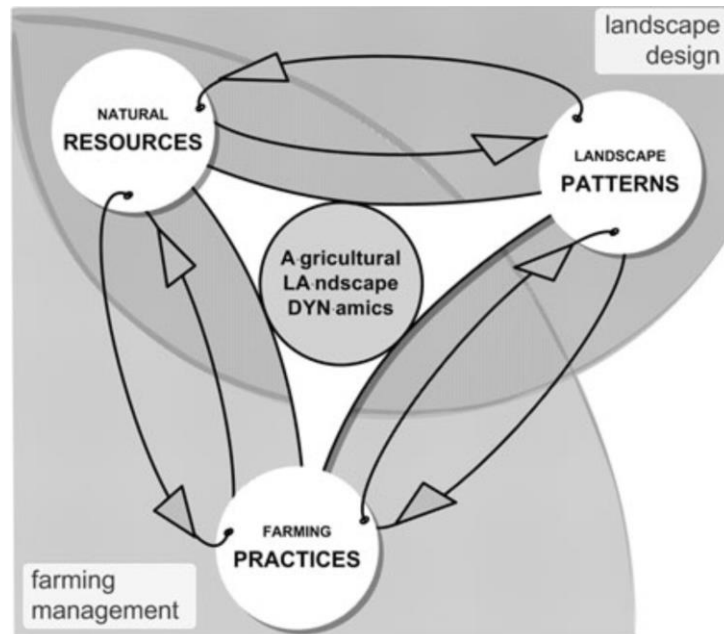 landscape
design
NATURAL
RESOURCES
LANDSCAPE
PATTERNS
A·gricultural
LA·ndscape
DYN·amics
FARMING
PRACTICES
farming
management